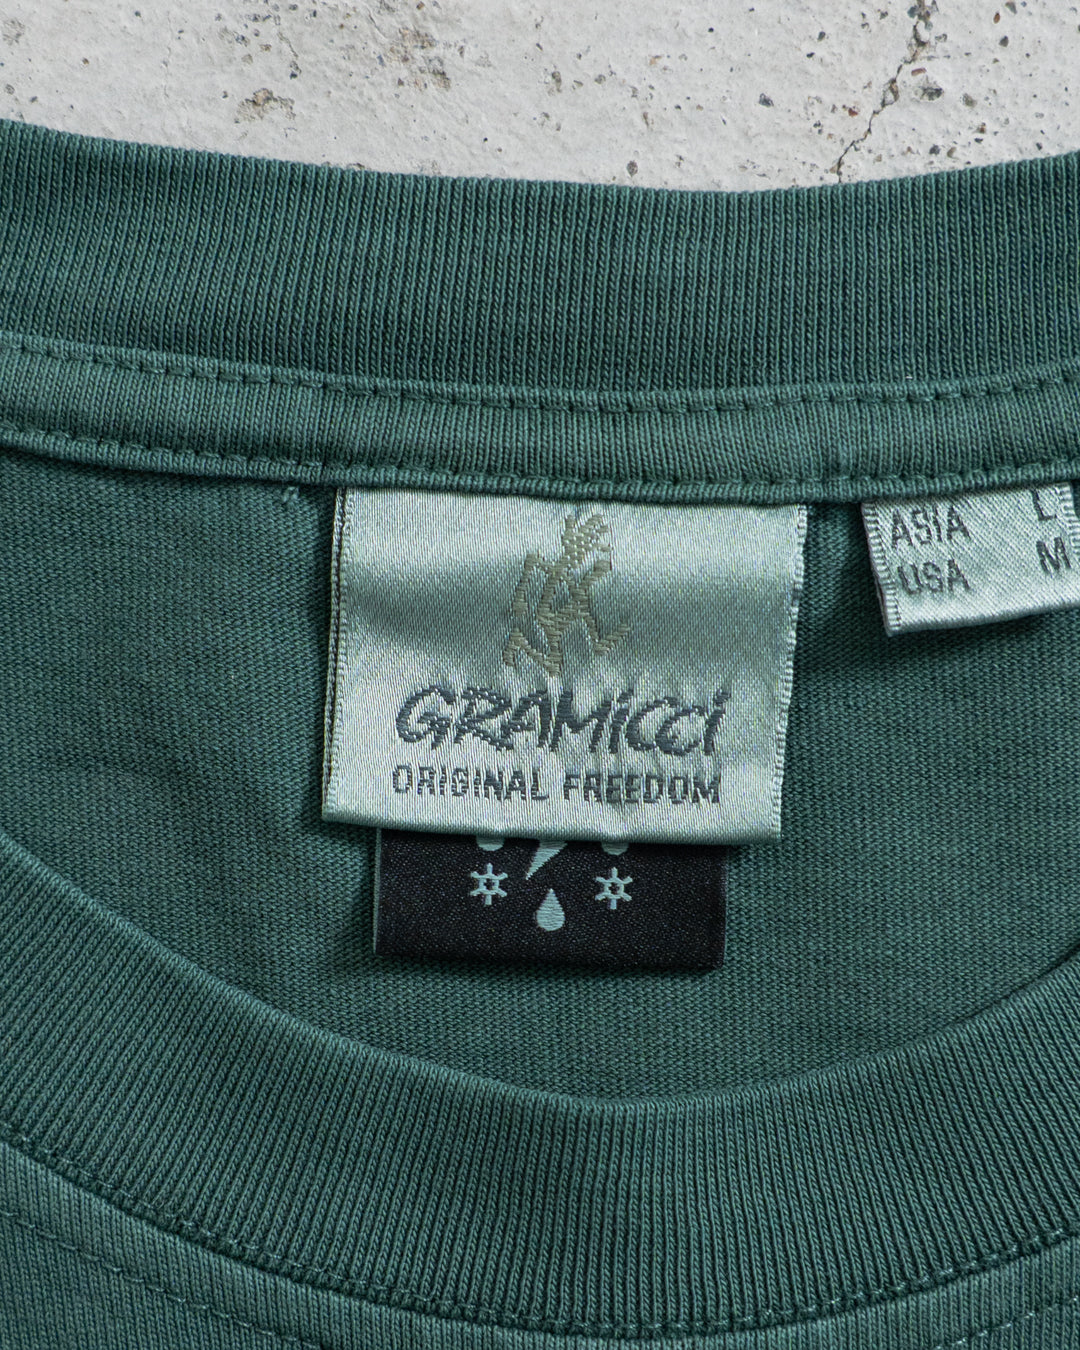 GRAMiCCi
ORIGINAL FREEDOM
ASIA L
USA M